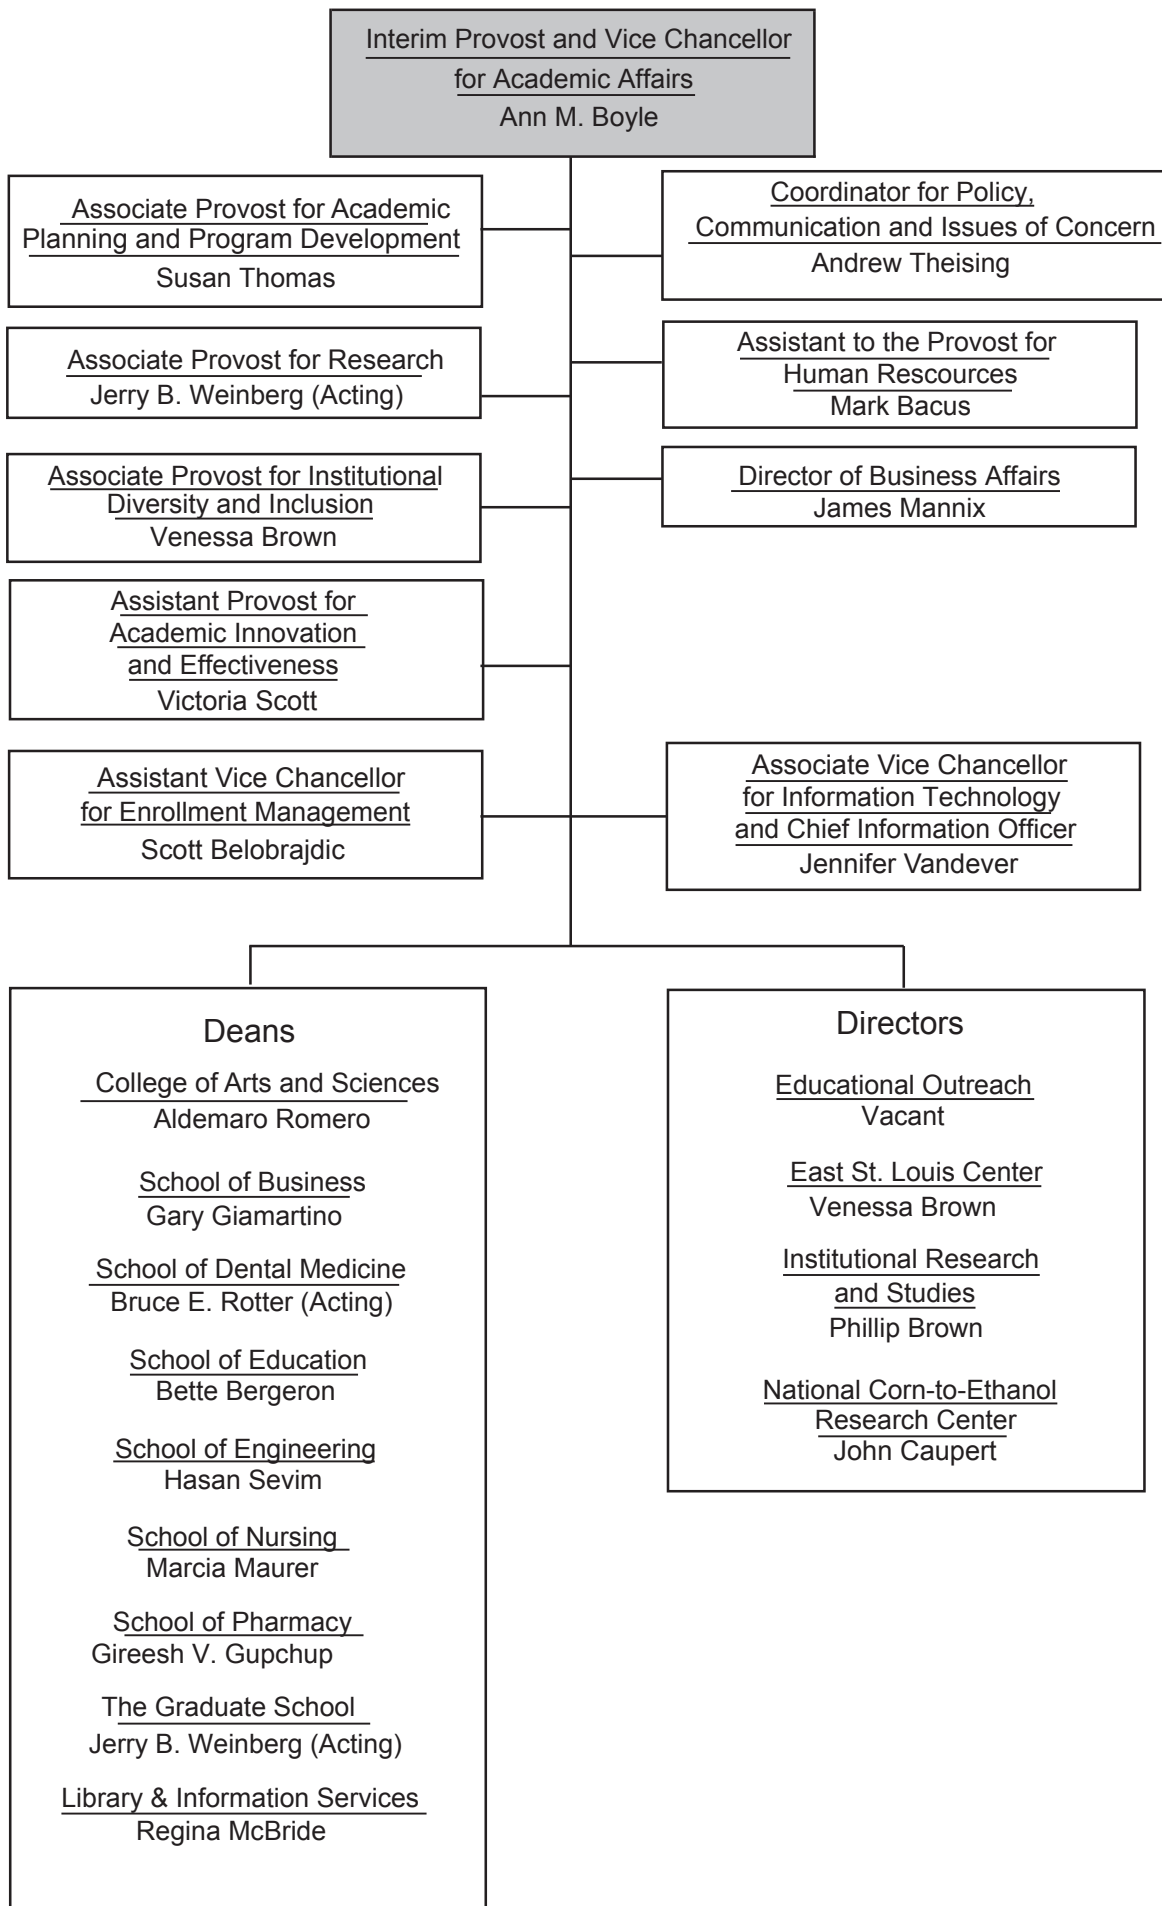 Interim Provost and Vice Chancellor
for Academic Affairs
Ann M. Boyle
Associate Provost for Academic
Planning and Program Development
Susan Thomas
Coordinator for Policy,
Communication and Issues of Concern
Andrew Theising
Associate Provost for Research
Jerry B. Weinberg (Acting)
Assistant to the Provost for
Human Rescources
Mark Bacus
Associate Provost for Institutional
Diversity and Inclusion
Venessa Brown
Director of Business Affairs
James Mannix
Assistant Provost for
Academic Innovation
and Effectiveness
Victoria Scott
Assistant Vice Chancellor
for Enrollment Management
Scott Belobrajdic
Associate Vice Chancellor
for Information Technology
and Chief Information Officer
Jennifer Vandever
Deans
College of Arts and Sciences
Aldemaro Romero
School of Business
Gary Giamartino
School of Dental Medicine
Bruce E. Rotter (Acting)
School of Education
Bette Bergeron
School of Engineering
Hasan Sevim
School of Nursing
Marcia Maurer
School of Pharmacy
Gireesh V. Gupchup
The Graduate School
Jerry B. Weinberg (Acting)
Library & Information Services
Regina McBride
Directors
Educational Outreach
Vacant
East St. Louis Center
Venessa Brown
Institutional Research
and Studies
Phillip Brown
National Corn-to-Ethanol
Research Center
John Caupert